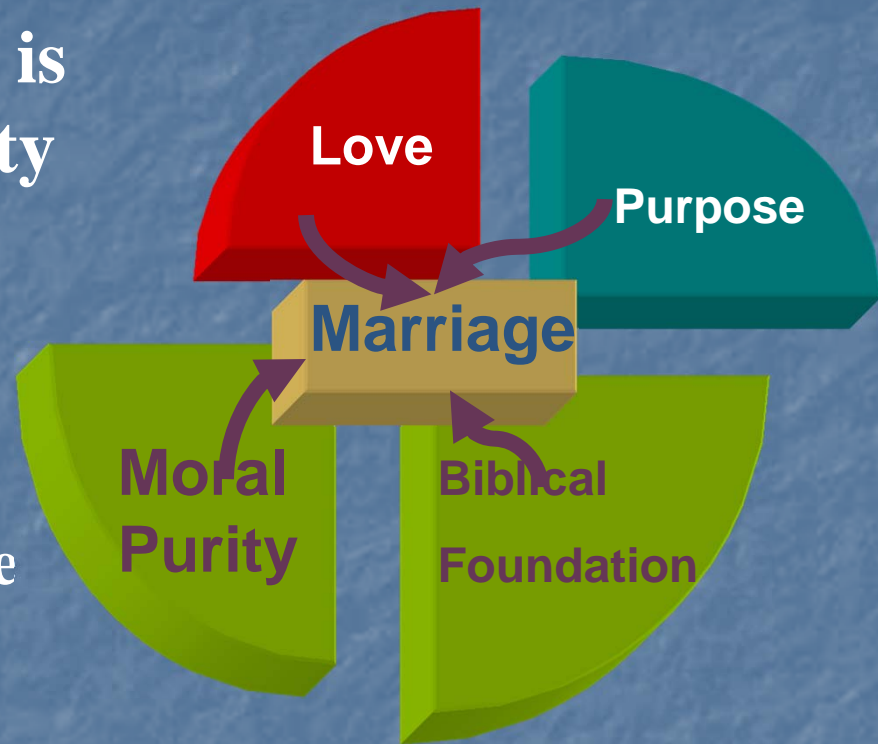 is
ty
Love
Purpose
Marriage
Moral
Purity
Biblical
Foundation
e